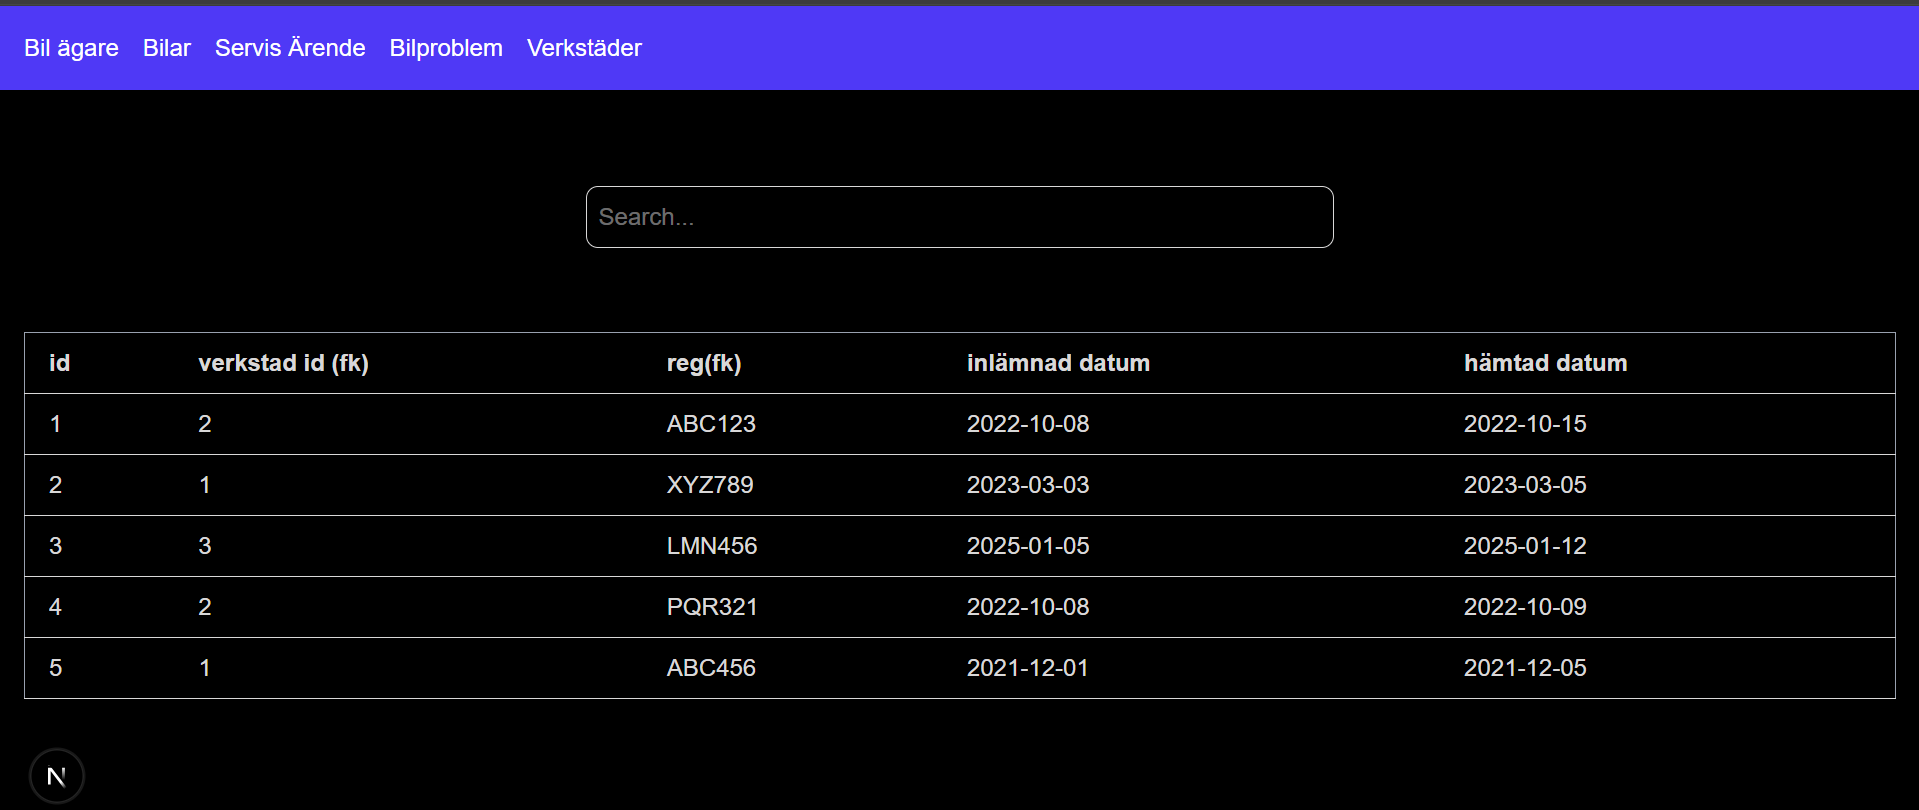 Bil ägare Bilar Servis Ärende Bilproblem Verkstäder
Search...
id verkstad id (fk) reg(fk) inlämnad datum hämtad datum
1 2 ABC123 2022-10-08 2022-10-15
2 1 XYZ789 2023-03-03 2023-03-05
3 3 LMN456 2025-01-05 2025-01-12
4 2 PQR321 2022-10-08 2022-10-09
5 1 ABC456 2021-12-01 2021-12-05
N